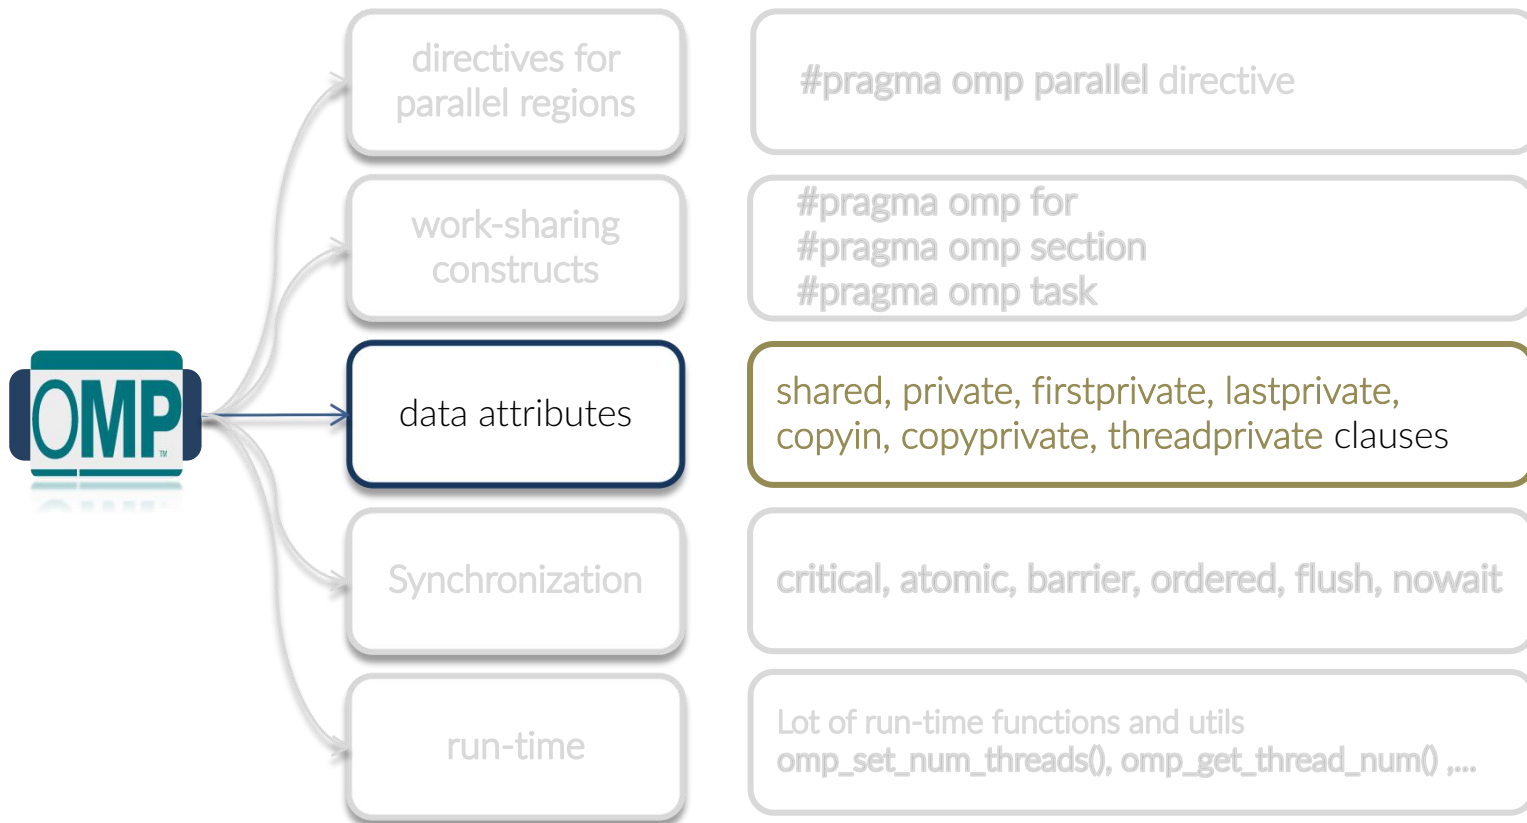 directives for
parallel regions
#pragma omp parallel directive
work-sharing
constructs
#pragma omp for
#pragma omp section
#pragma omp task
OMP™
data attributes
shared, private, firstprivate, lastprivate,
copyin, copyprivate, threadprivate clauses
Synchronization
critical, atomic, barrier, ordered, flush, nowait
run-time
Lot of run-time functions and utils
omp_set_num_threads(), omp_get_thread_num() ,...